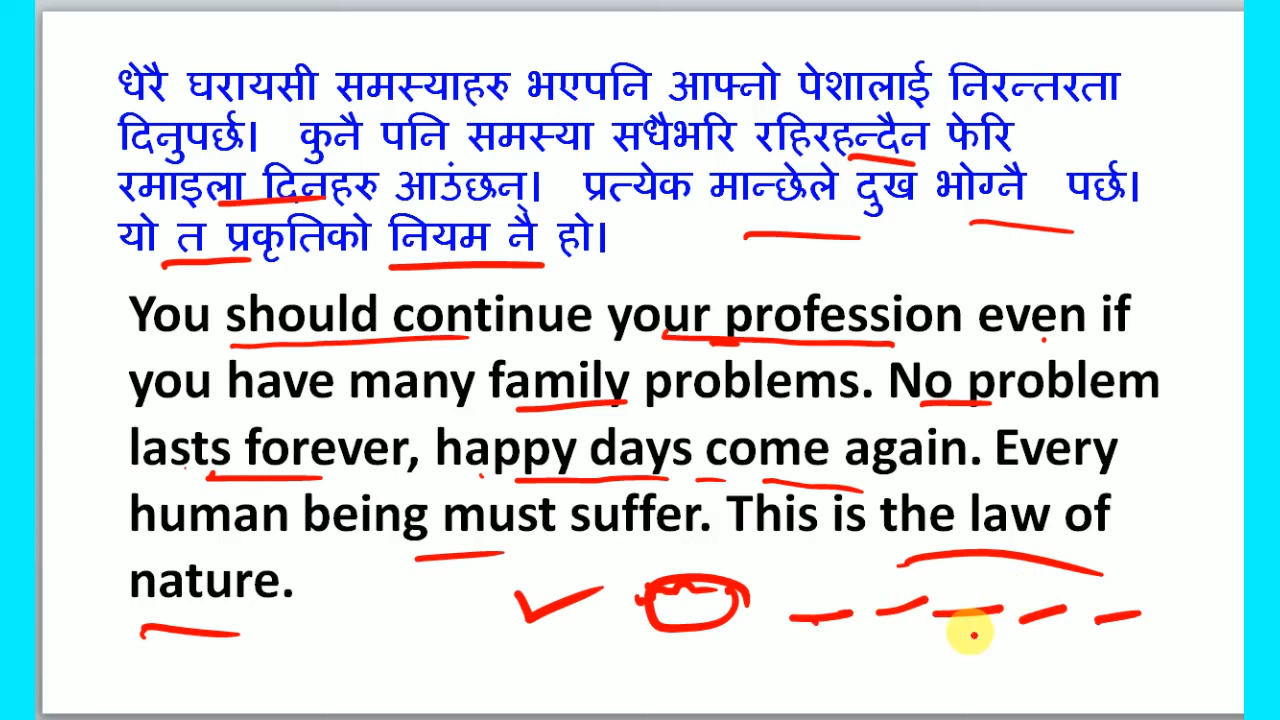 धेरै घरायसी समस्याहरु भएपनि आफ्नो पेशालाई निरन्तरता
दिनुपर्छ। कुनै पनि समस्या सधैभरि रहिरहन्दैन फेरि
रमाइला दिनहरु आउंछन्। प्रत्येक मान्छेले दुख भोग्नै पर्छ।
यो त प्रकृतिको नियम नै हो।
You should continue your profession even if
you have many family problems. No problem
lasts forever, happy days come again. Every
human being must suffer. This is the law of
nature.